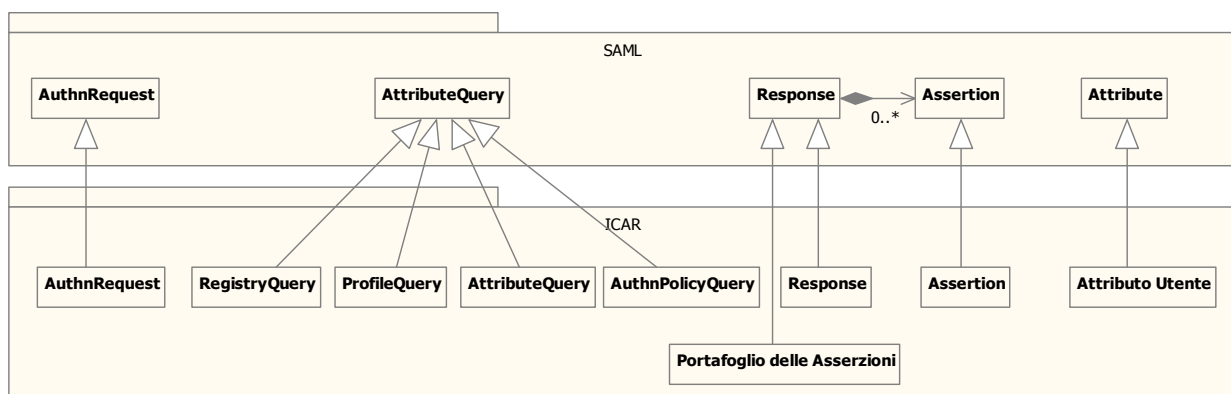 SAML
AuthnRequest
AttributeQuery
Response
0..*
Assertion
Attribute
ICAR
AuthnRequest
RegistryQuery
ProfileQuery
AttributeQuery
AuthnPolicyQuery
Response
Assertion
Attributo Utente
Portafoglio delle Asserzioni